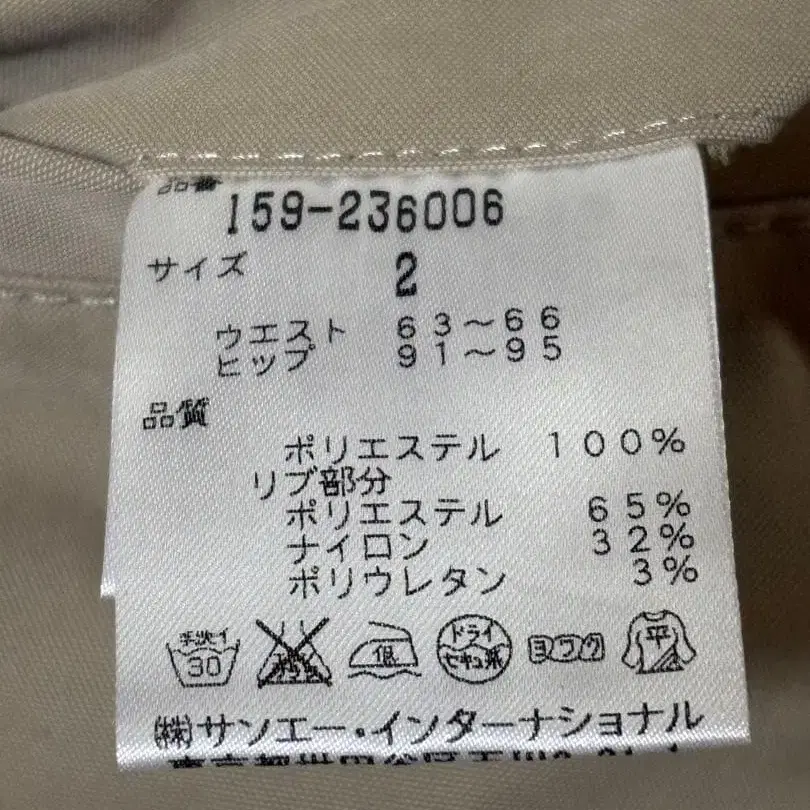 品番
159-236006
サイズ 2
ウエスト 63～66
ヒップ 91～95
品質
ポリエステル 100%
リブ部分
ポリエステル 65%
ナイロン 32%
ポリウレタン 3%
手洗イ 30 低 ドライ セキユ系 ヨワク 平
㈱サンエー・インターナショナル